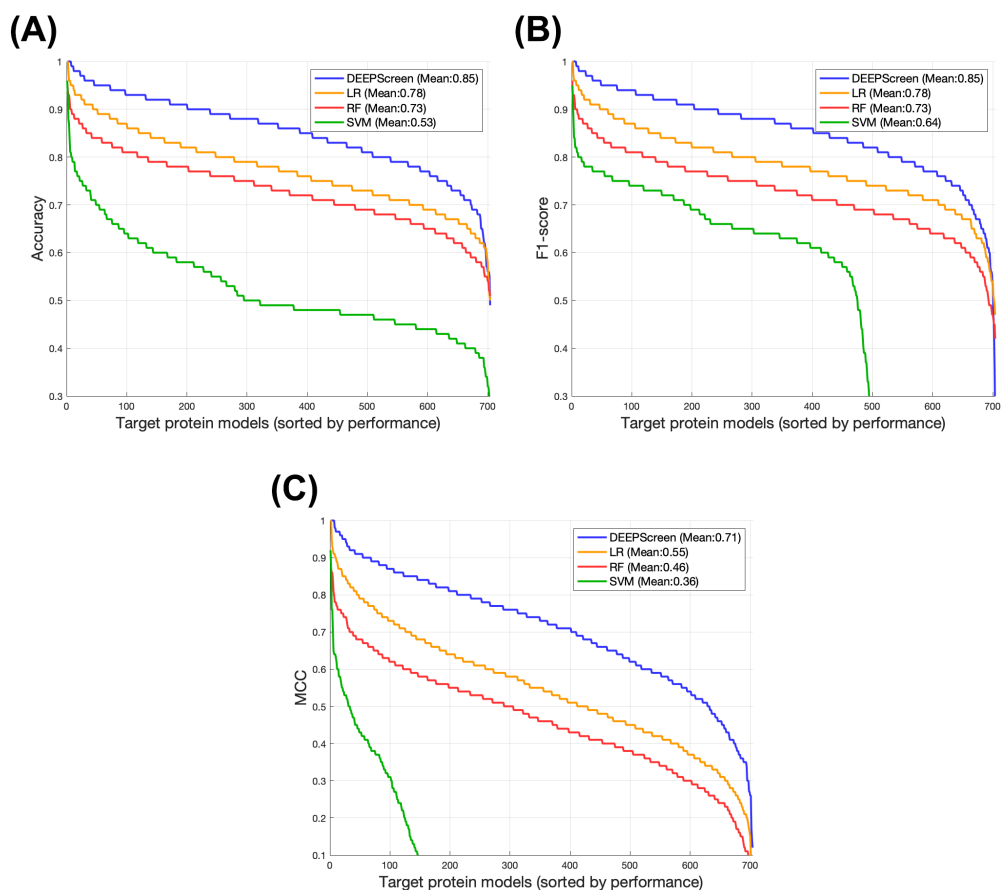 (A)
1
0.9
0.8
0.7
0.6
0.5
0.4
0.3
Accuracy
DEEPScreen (Mean:0.85)
LR (Mean:0.78)
RF (Mean:0.73)
SVM (Mean:0.53)
0 100 200 300 400 500 600 700
Target protein models (sorted by performance)
(B)
1
0.9
0.8
0.7
0.6
0.5
0.4
0.3
F1-score
DEEPScreen (Mean:0.85)
LR (Mean:0.78)
RF (Mean:0.73)
SVM (Mean:0.64)
0 100 200 300 400 500 600 700
Target protein models (sorted by performance)
(C)
1
0.9
0.8
0.7
0.6
0.5
0.4
0.3
0.2
0.1
MCC
DEEPScreen (Mean:0.71)
LR (Mean:0.55)
RF (Mean:0.46)
SVM (Mean:0.36)
0 100 200 300 400 500 600 700
Target protein models (sorted by performance)